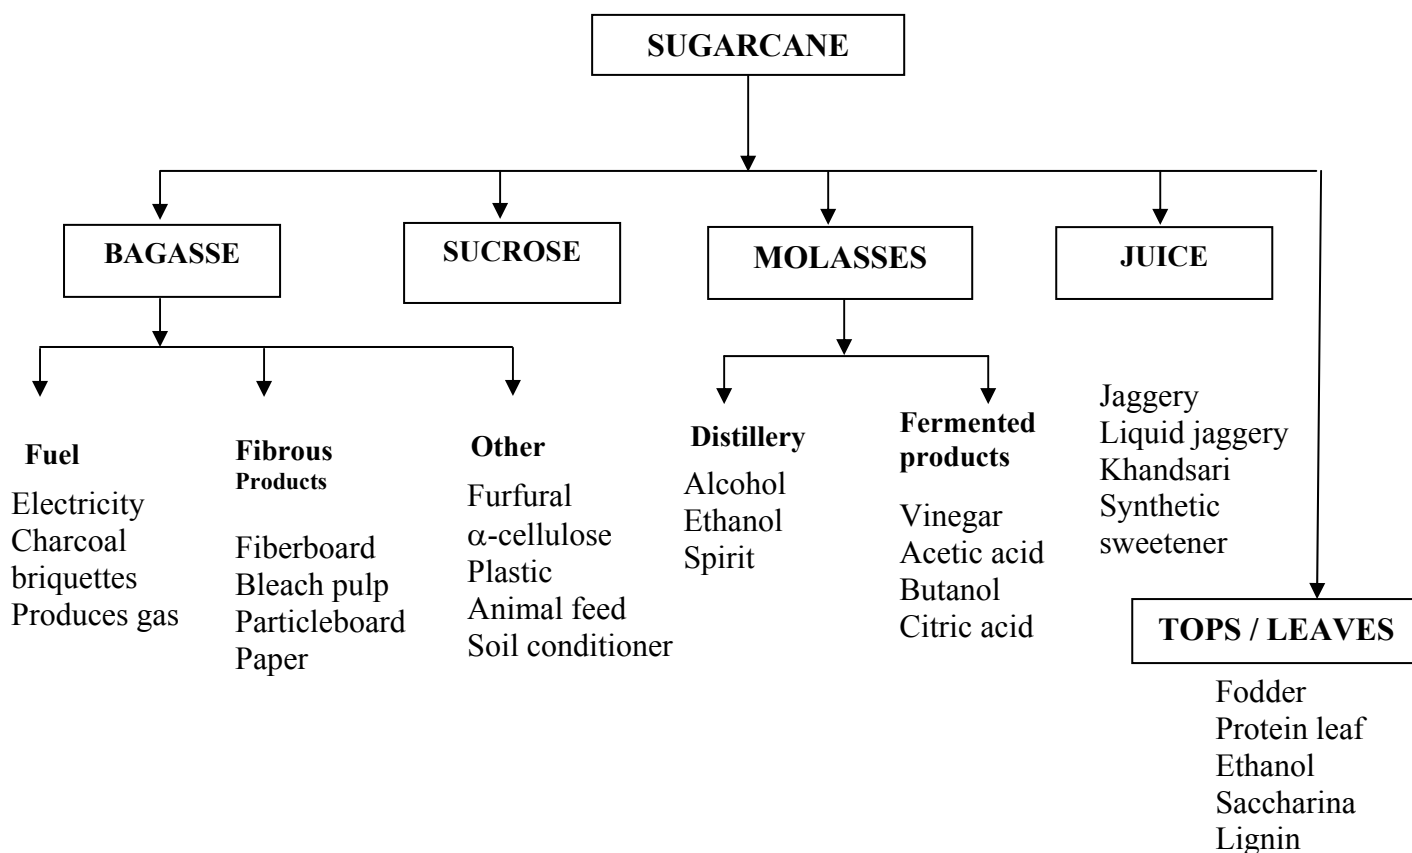 SUGARCANE
BAGASSE
SUCROSE
MOLASSES
JUICE
Fuel
Electricity
Charcoal
briquettes
Produces gas
Fibrous
Products
Fiberboard
Bleach pulp
Particleboard
Paper
Other
Furfural
α-cellulose
Plastic
Animal feed
Soil conditioner
Distillery
Alcohol
Ethanol
Spirit
Fermented
products
Vinegar
Acetic acid
Butanol
Citric acid
Jaggery
Liquid jaggery
Khandsari
Synthetic
sweetener
TOPS / LEAVES
Fodder
Protein leaf
Ethanol
Saccharina
Lignin